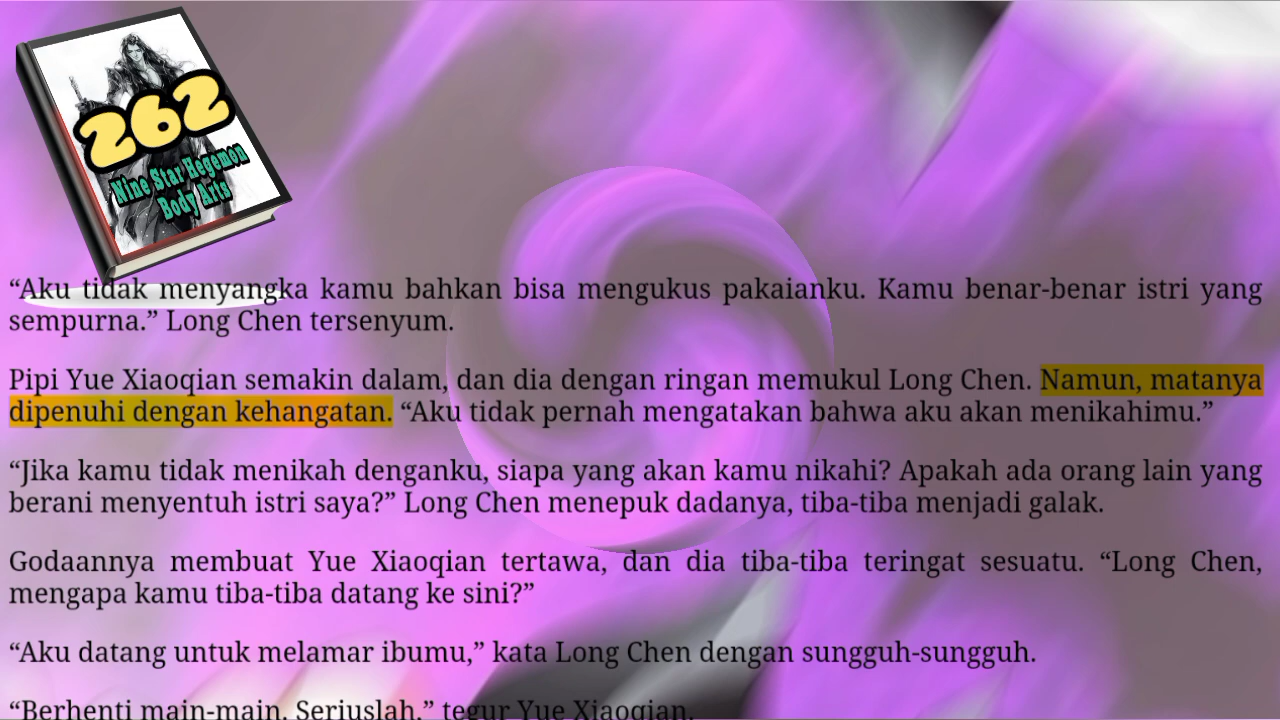 262
Nine Star Hegemon
Body Arts
“Aku tidak menyangka kamu bahkan bisa mengukus pakaianku. Kamu benar-benar istri yang
sempurna.” Long Chen tersenyum.
Pipi Yue Xiaoqian semakin dalam, dan dia dengan ringan memukul Long Chen. Namun, matanya
dipenuhi dengan kehangatan. “Aku tidak pernah mengatakan bahwa aku akan menikahimu.”
“Jika kamu tidak menikah denganku, siapa yang akan kamu nikahi? Apakah ada orang lain yang
berani menyentuh istri saya?” Long Chen menepuk dadanya, tiba-tiba menjadi galak.
Godaannya membuat Yue Xiaoqian tertawa, dan dia tiba-tiba teringat sesuatu. “Long Chen,
mengapa kamu tiba-tiba datang ke sini?”
“Aku datang untuk melamar ibumu,” kata Long Chen dengan sungguh-sungguh.
“Berhenti main-main. Seriuslah,” tegur Yue Xiaoqian.